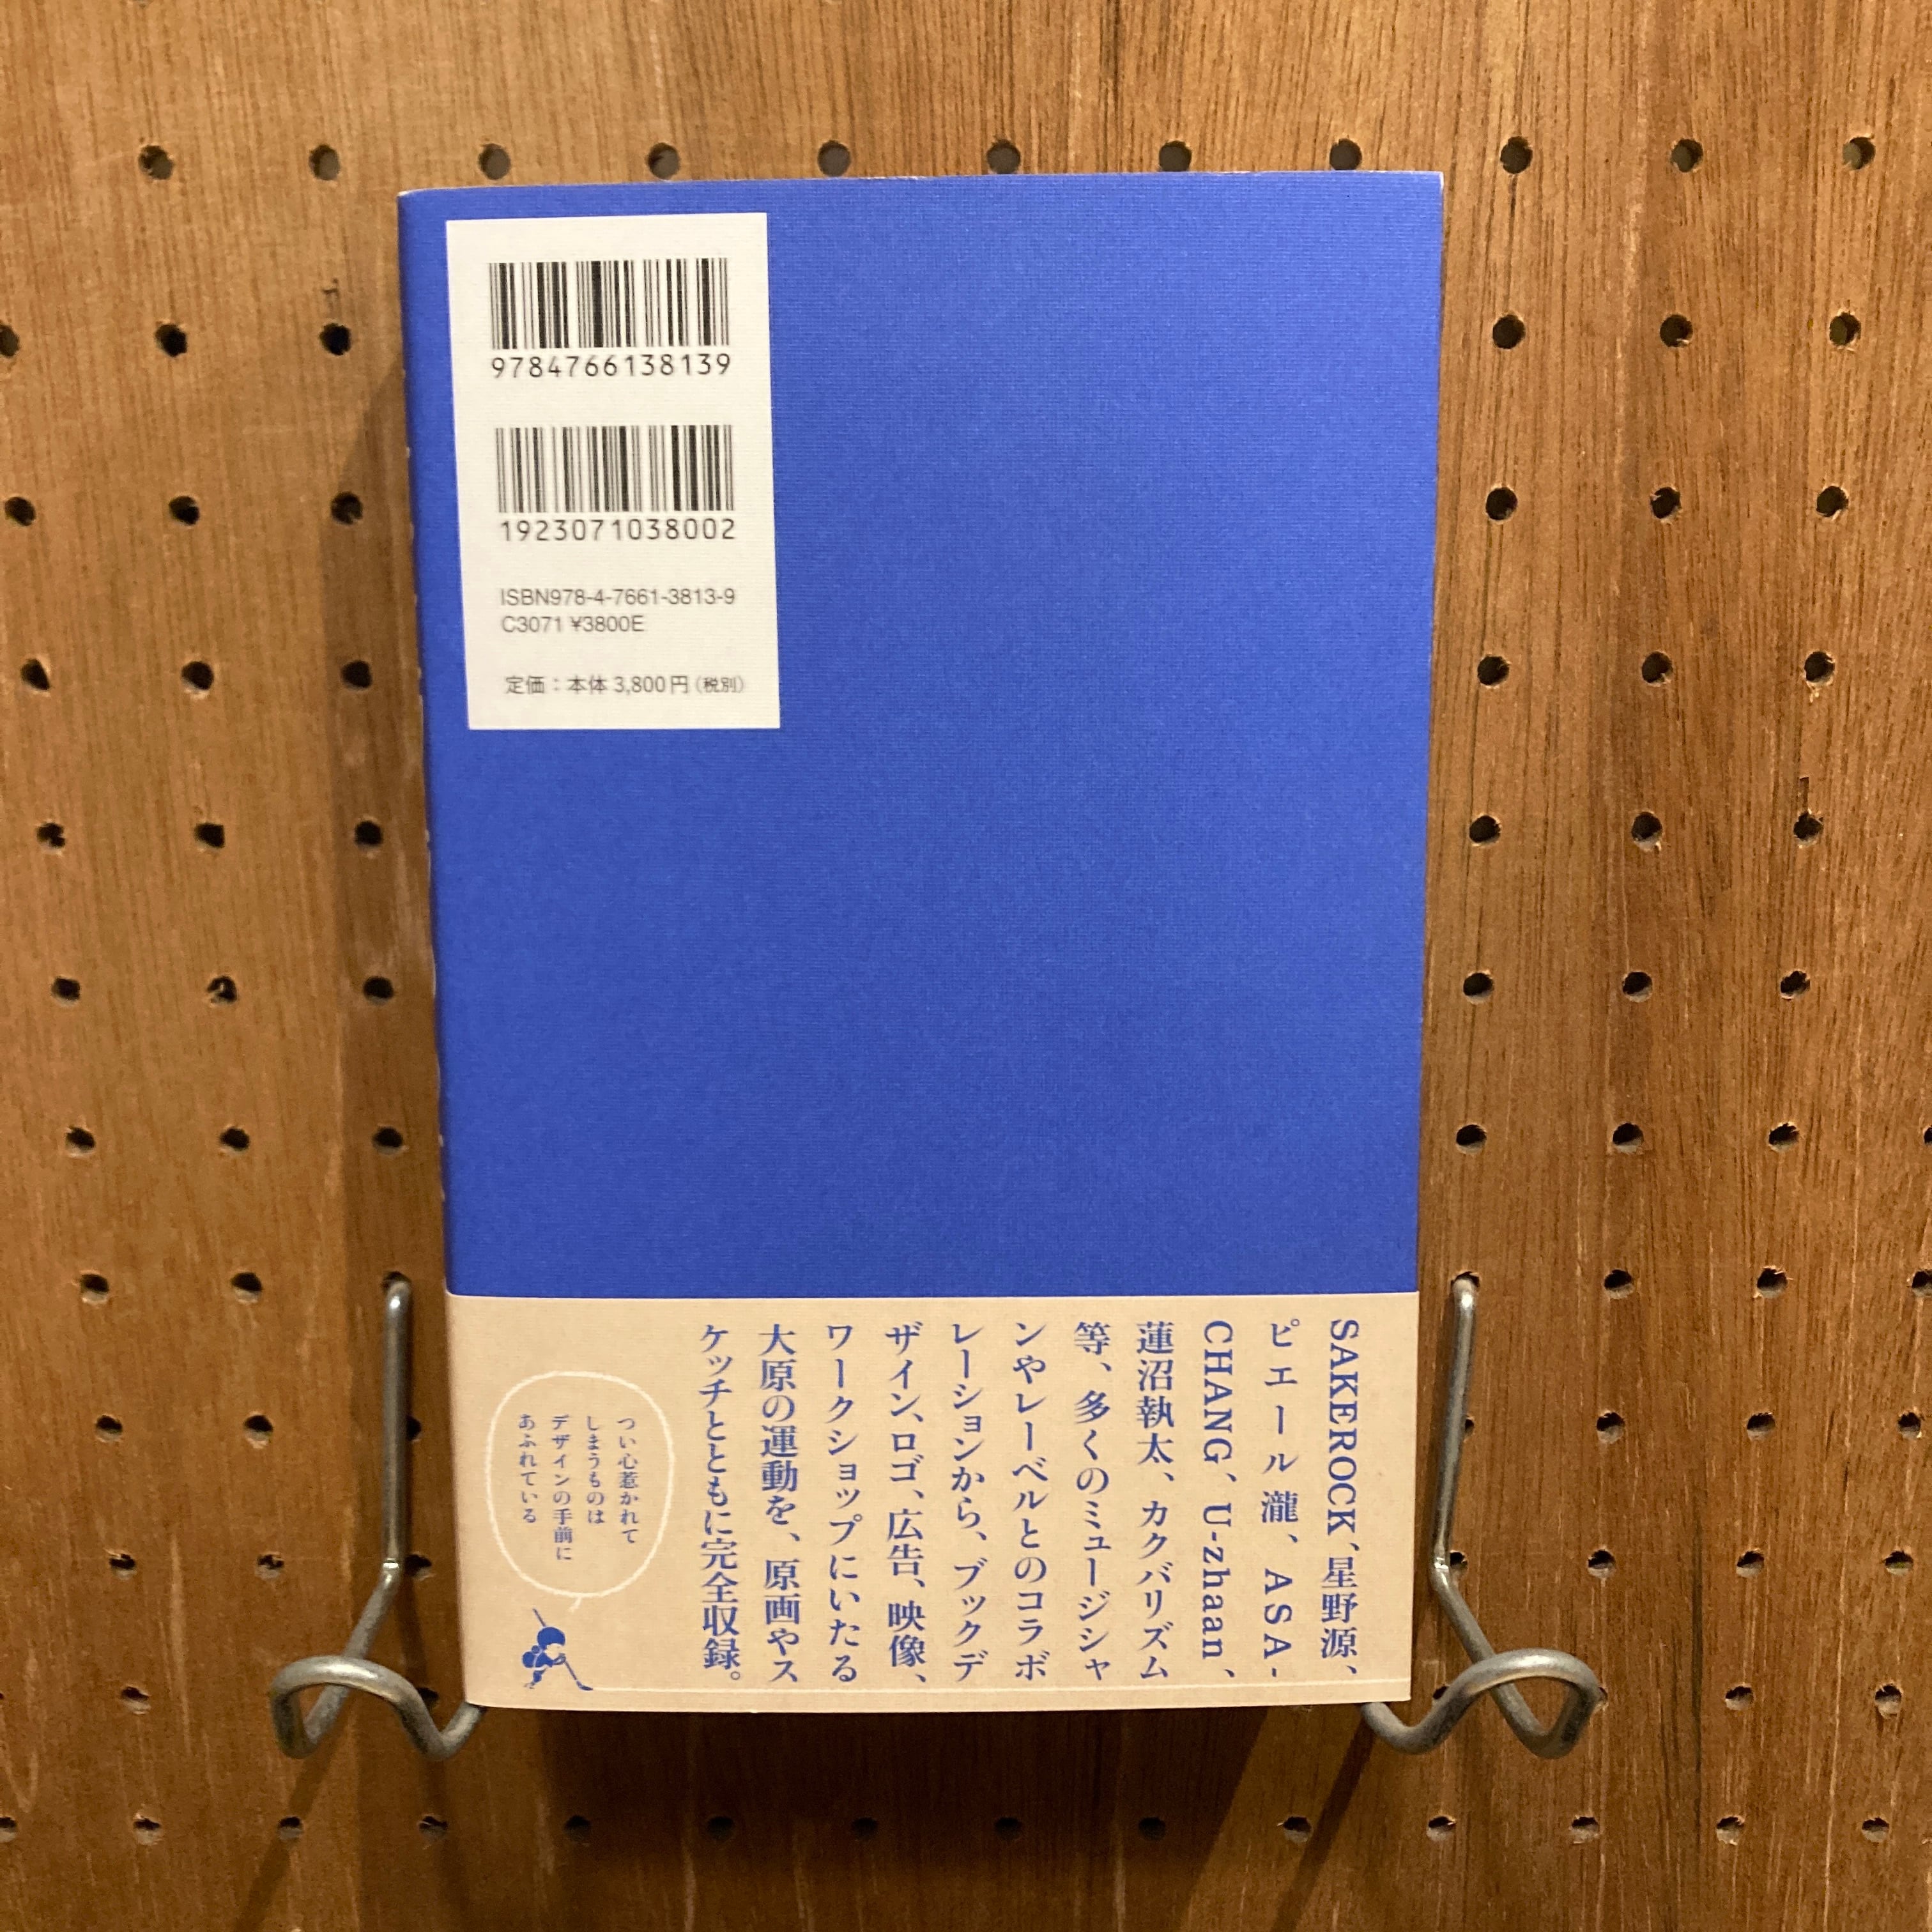 9784766138139
1923071038002
ISBN978-4-7661-3813-9
C3071 ¥3800E
定価：本体3,800円（税別）
SAKEROCK、星野源、
ピエール瀧、ASA-
CHANG、U-zhaan、
蓮沼執太、カクバリズム
等、多くのミュージシャ
ンやレーベルとのコラボ
レーションから、ブックデ
ザイン、ロゴ、広告、映像、
ワークショップにいたる
大原の運動を、原画やス
ケッチとともに完全収録。
つい心惹かれて
しまうものは
デザインの手前に
あふれている